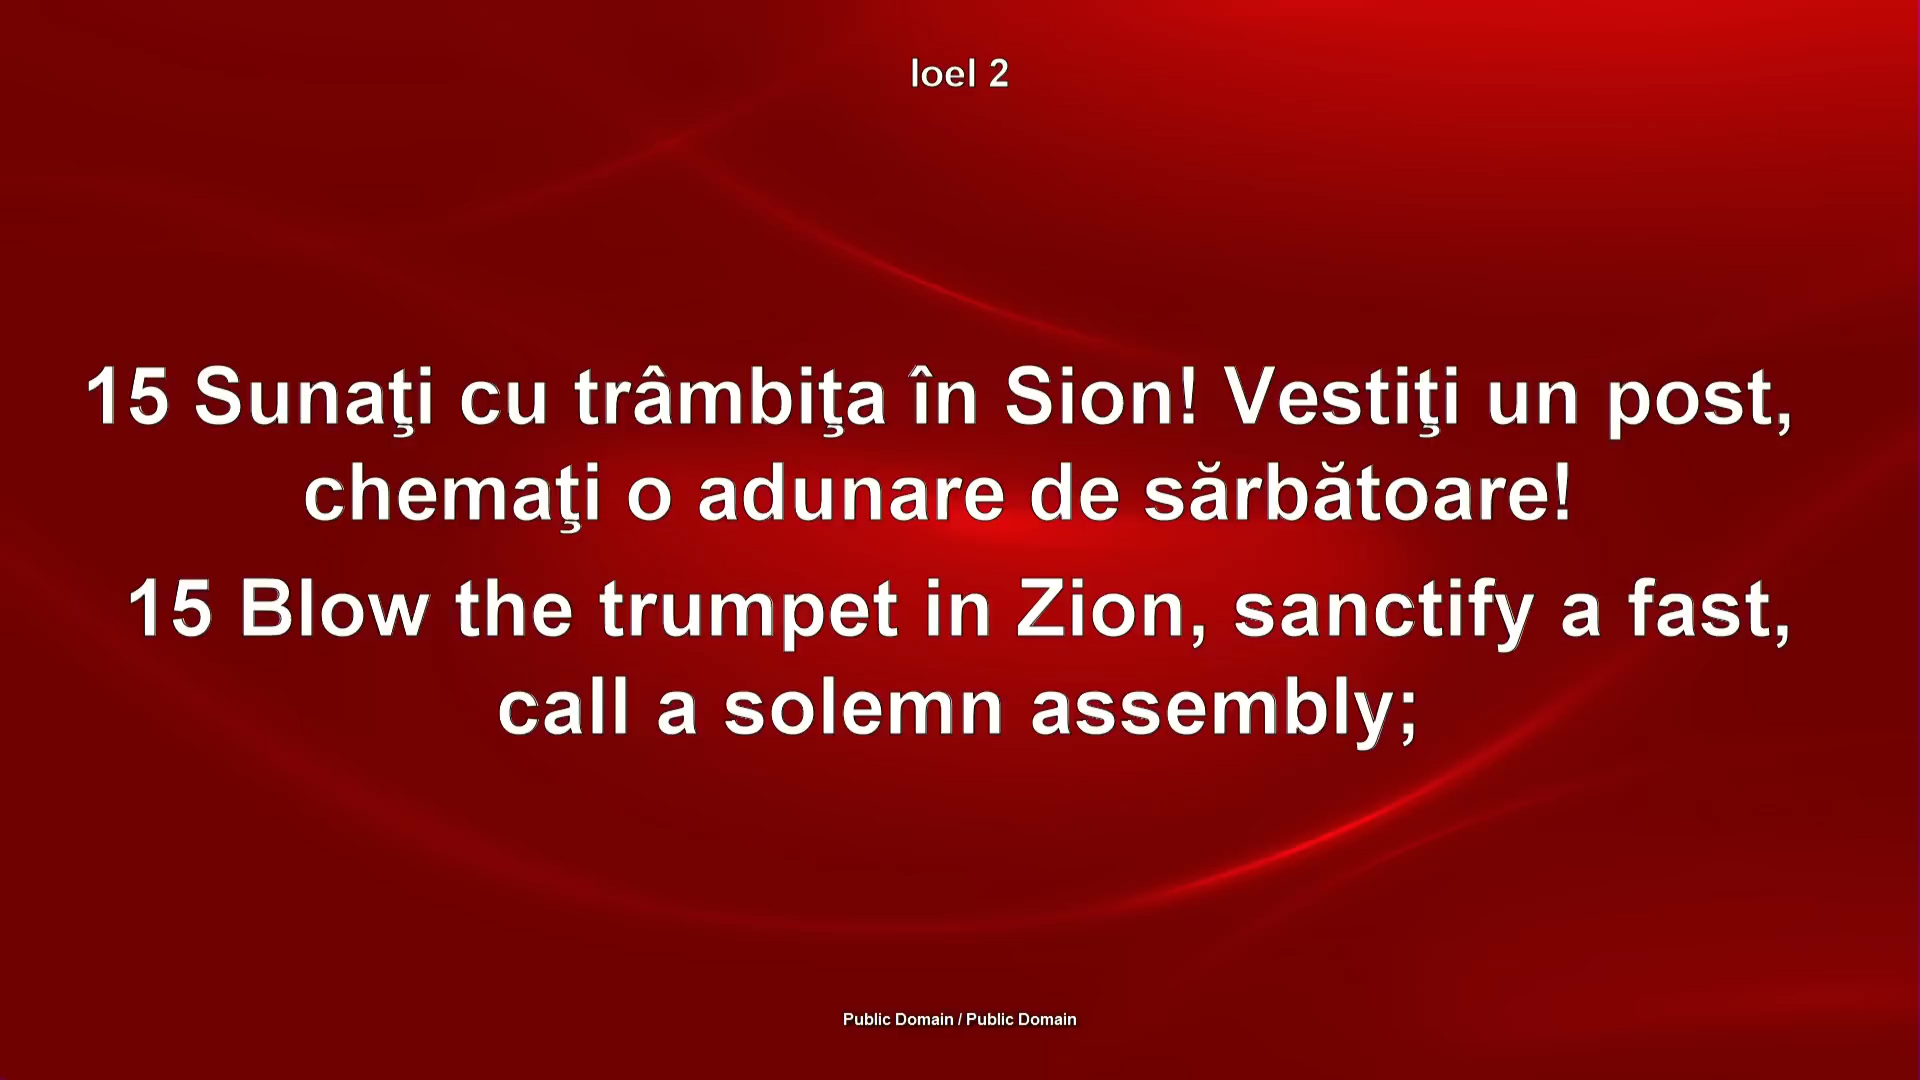 Ioel 2
15 Sunaţi cu trâmbiţa în Sion! Vestiţi un post,
chemaţi o adunare de sărbătoare!
15 Blow the trumpet in Zion, sanctify a fast,
call a solemn assembly;
Public Domain / Public Domain